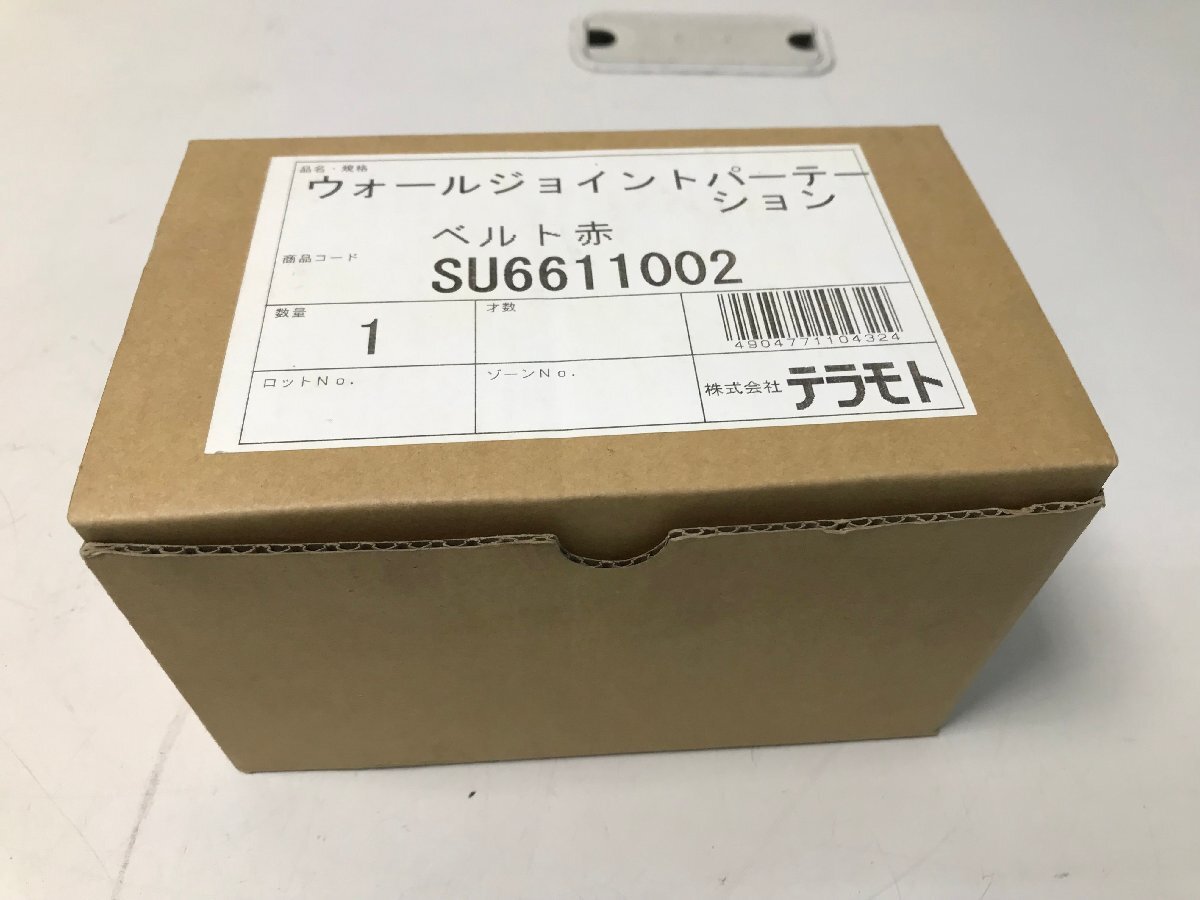 品名・規格
ウォールジョイントパーテー
ション
ベルト赤
商品コード
SU6611002
数量
1
才数
4904771104324
ロットNo.
ゾーンNo.
株式会社 テラモト